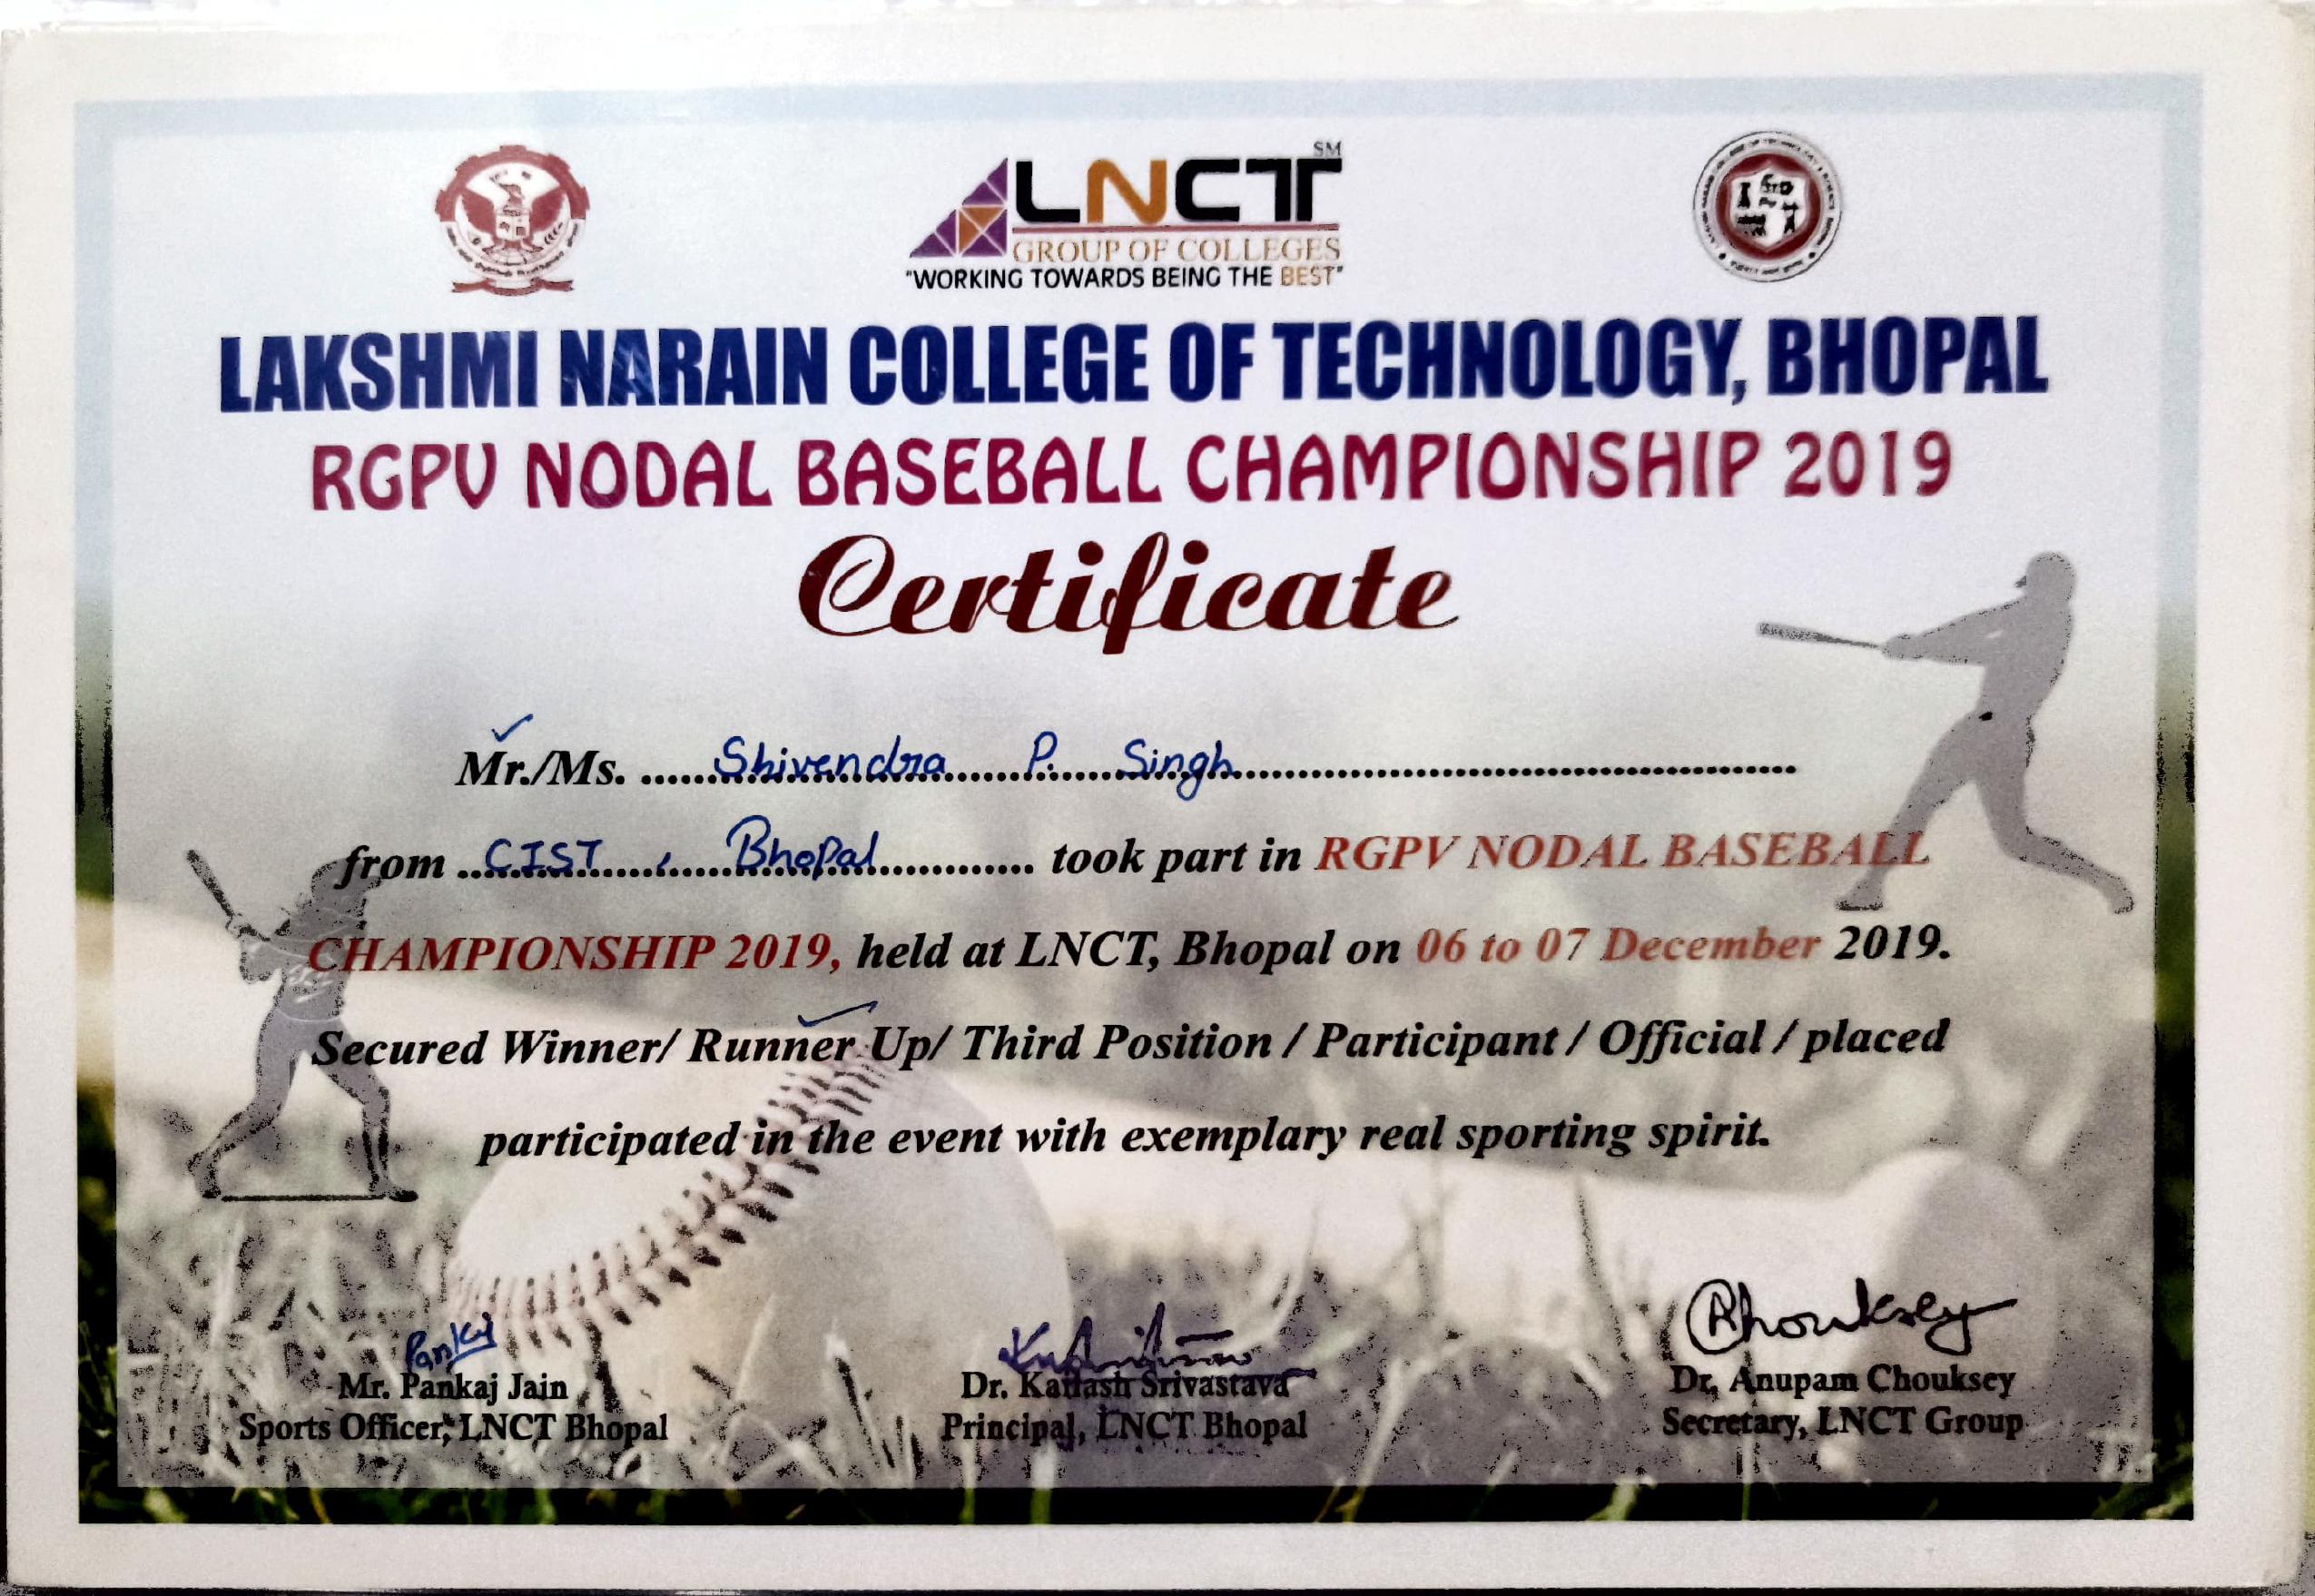 LNCT SM
GROUP OF COLLEGES
"WORKING TOWARDS BEING THE BEST"
LAKSHMI NARAIN COLLEGE OF TECHNOLOGY, BHOPAL
RGPV NODAL BASEBALL CHAMPIONSHIP 2019
Certificate
Mr./Ms. Shivendra P. Singh
from CIST, Bhopal took part in RGPV NODAL BASEBALL
CHAMPIONSHIP 2019, held at LNCT, Bhopal on 06 to 07 December 2019.
Secured Winner/ Runner Up/ Third Position / Participant / Official / placed
participated in the event with exemplary real sporting spirit.
Pankaj
Chouksey
Mr. Pankaj Jain Dr. Kailash Srivastava Dr. Anupam Chouksey
Sports Officer, LNCT Bhopal Principal, LNCT Bhopal Secretary, LNCT Group